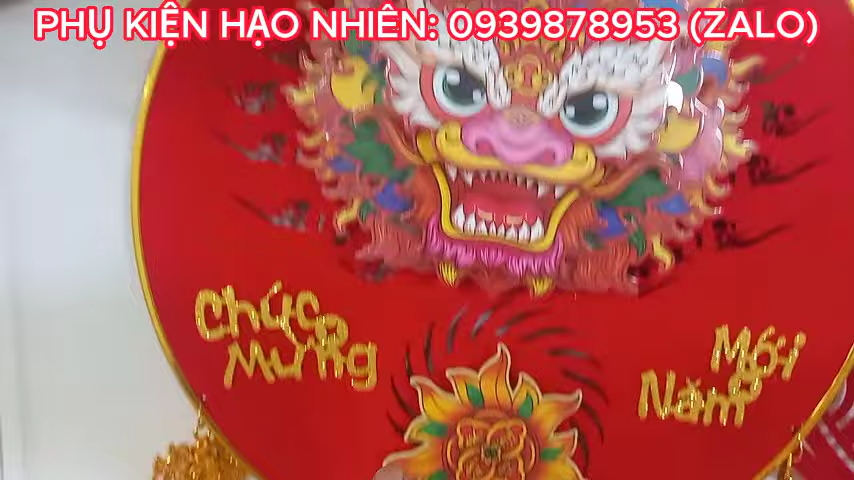 PHỤ KIỆN HẠO NHIÊN: 0939878953 (ZALO)
Chúc
Mừng
Mới
Năm